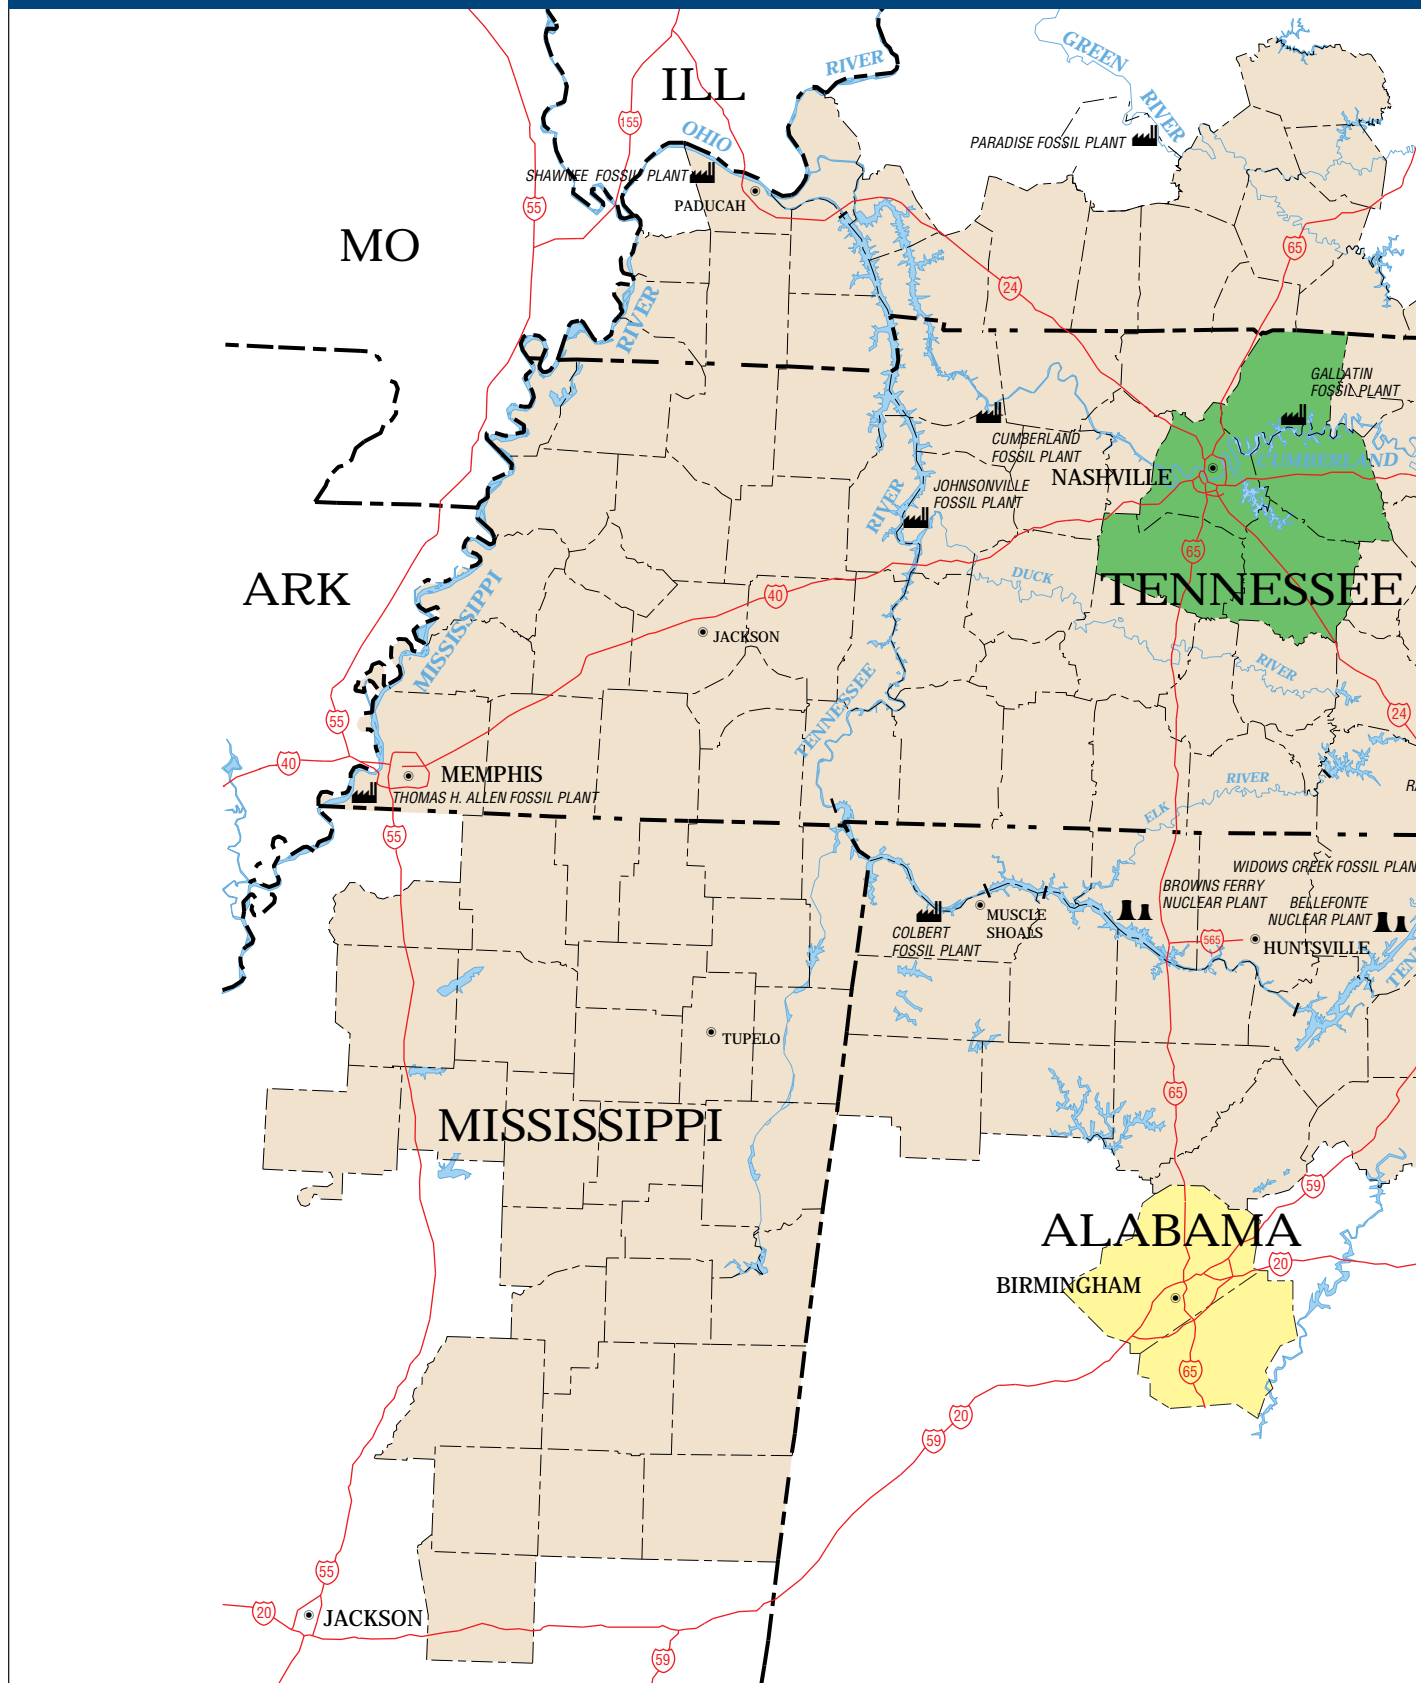 GREEN
RIVER
RIVER
ILL
155
OHIO
PARADISE FOSSIL PLANT
SHAWNEE FOSSIL PLANT
PADUCAH
55
MO
65
24
RIVER
GALLATIN
FOSSIL PLANT
CUMBERLAND
FOSSIL PLANT
CUMBERLAND
NASHVILLE
JOHNSONVILLE
FOSSIL PLANT
RIVER
65
DUCK
TENNESSEE
ARK
MISSISSIPPI
40
JACKSON
RIVER
TENNESSEE
55
24
40
MEMPHIS
RIVER
THOMAS H. ALLEN FOSSIL PLANT
ELK
55
WIDOWS CREEK FOSSIL PLAN
BROWNS FERRY
NUCLEAR PLANT
BELLEFONTE
NUCLEAR PLANT
MUSCLE
SHOALS
COLBERT
FOSSIL PLANT
565
HUNTSVILLE
TEN
TUPELO
65
MISSISSIPPI
59
ALABAMA
20
BIRMINGHAM
65
20
59
55
20
JACKSON
59